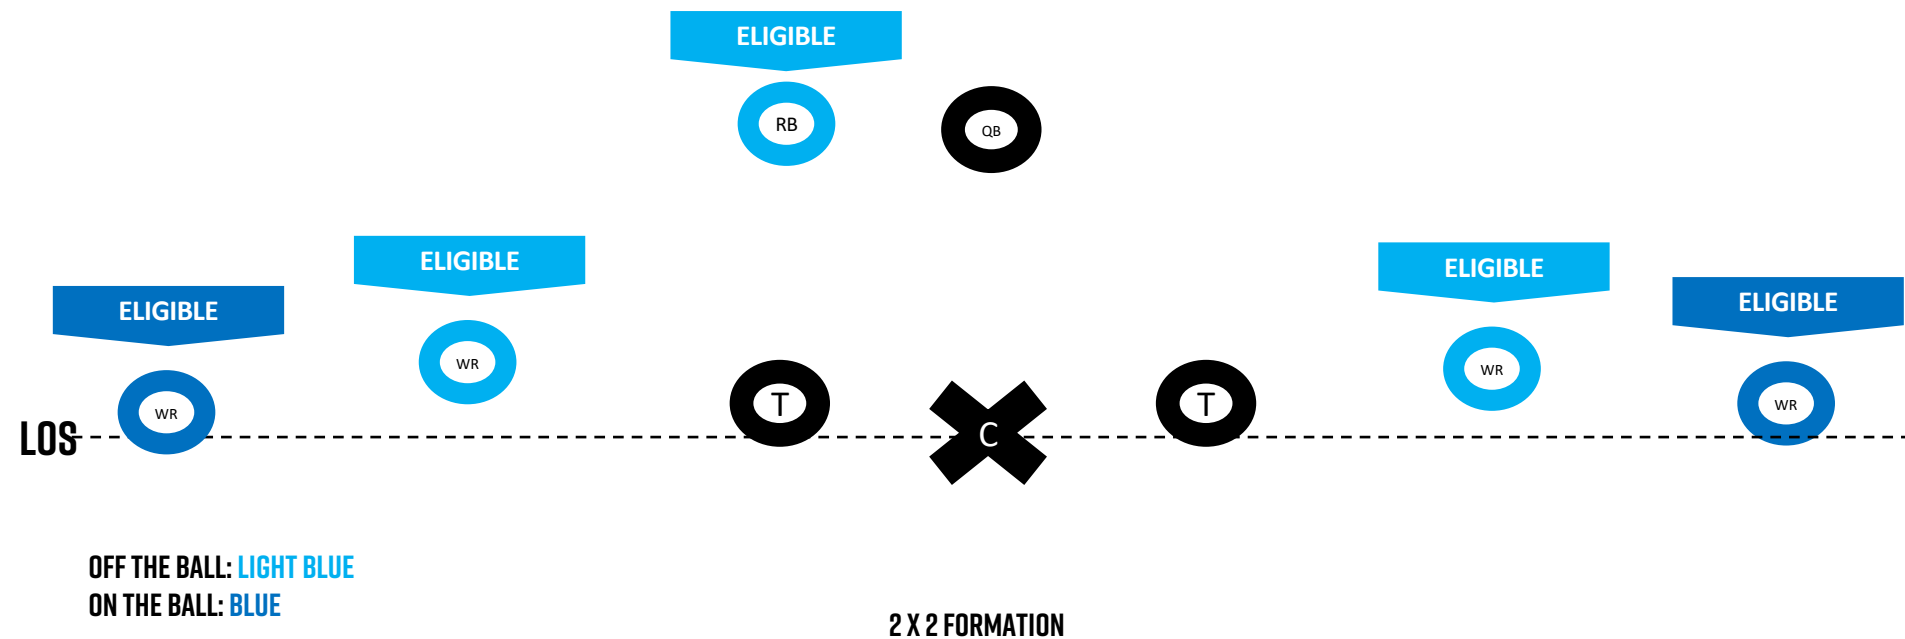 ELIGIBLE
RB
QB
ELIGIBLE
ELIGIBLE
ELIGIBLE
ELIGIBLE
WR
WR
T
C
T
WR
WR
LOS
OFF THE BALL: LIGHT BLUE
ON THE BALL: BLUE
2 X 2 FORMATION